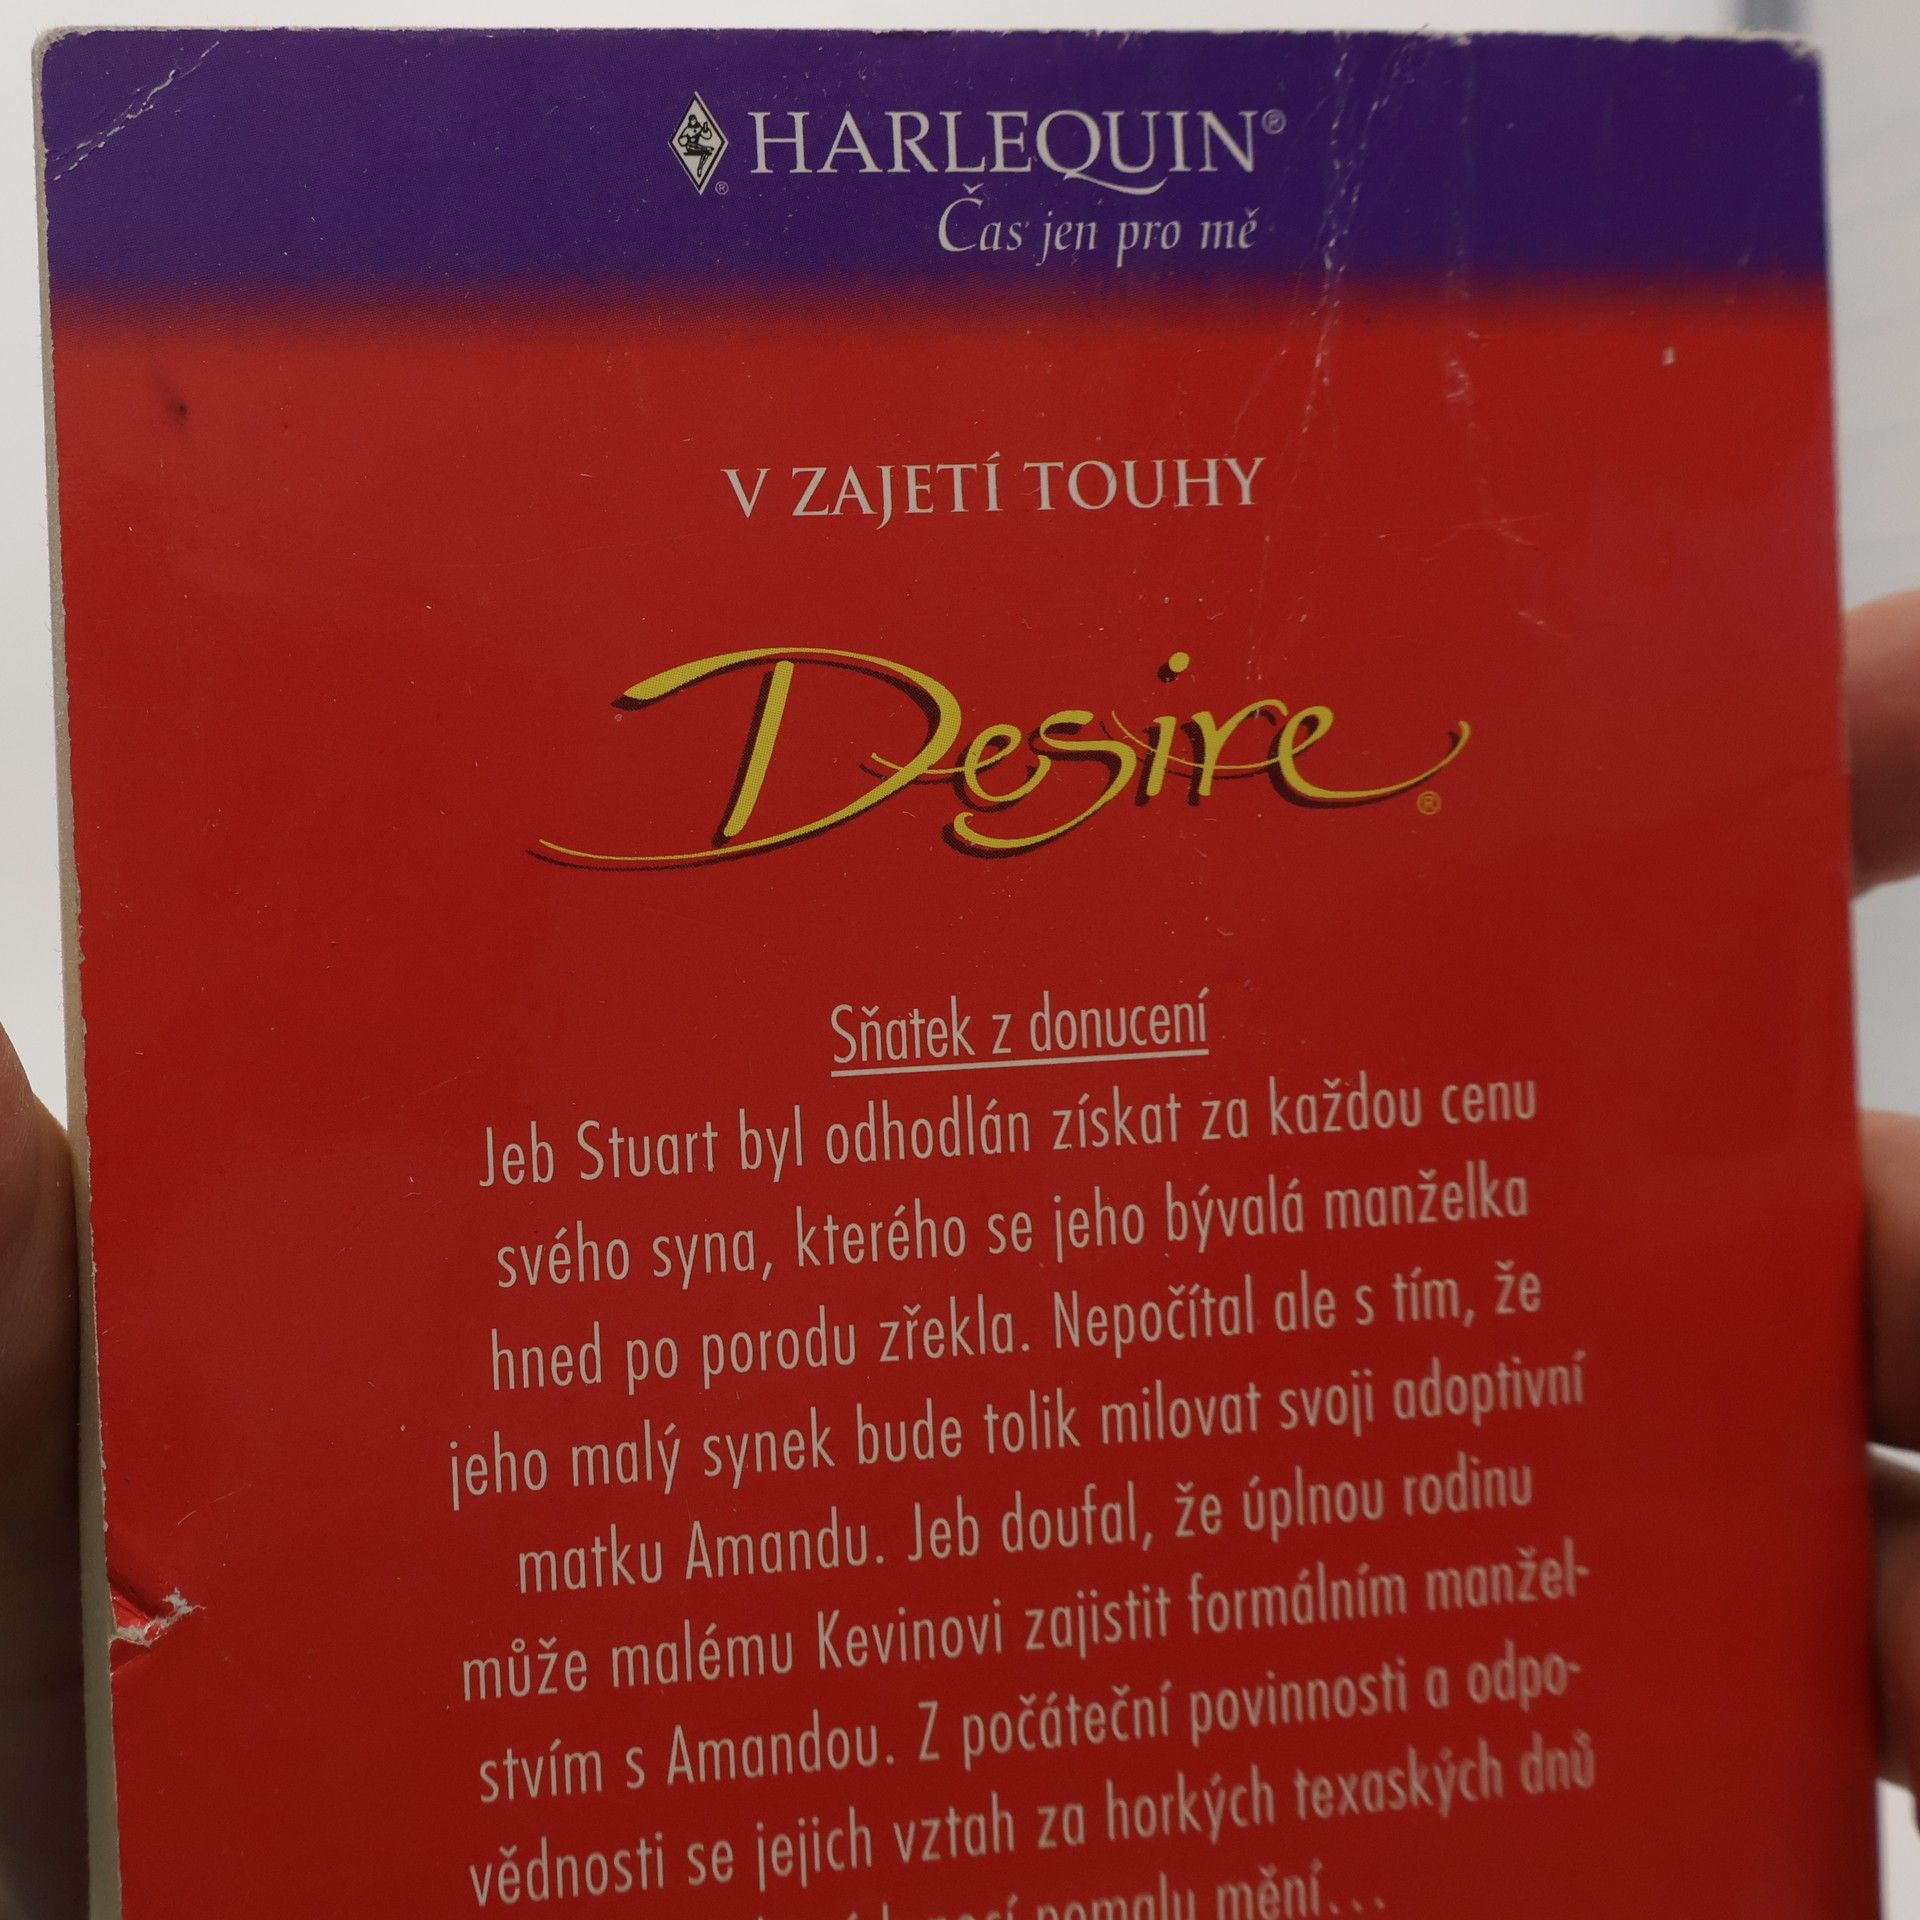 HARLEQUIN®
Čas jen pro mě
V ZAJETÍ TOUHY
Desire®
Sňatek z donucení
Jeb Stuart byl odhodlán získat za každou cenu
svého syna, kterého se jeho bývalá manželka
hned po porodu zřekla. Nepočítal ale s tím, že
jeho malý synek bude tolik milovat svoji adoptivní
matku Amandu. Jeb doufal, že úplnou rodinu
může malému Kevinovi zajistit formálním manžel-
stvím s Amandou. Z počáteční povinnosti a odpo-
vědnosti se jejich vztah za horkých texaských dnů
pomalu mění...